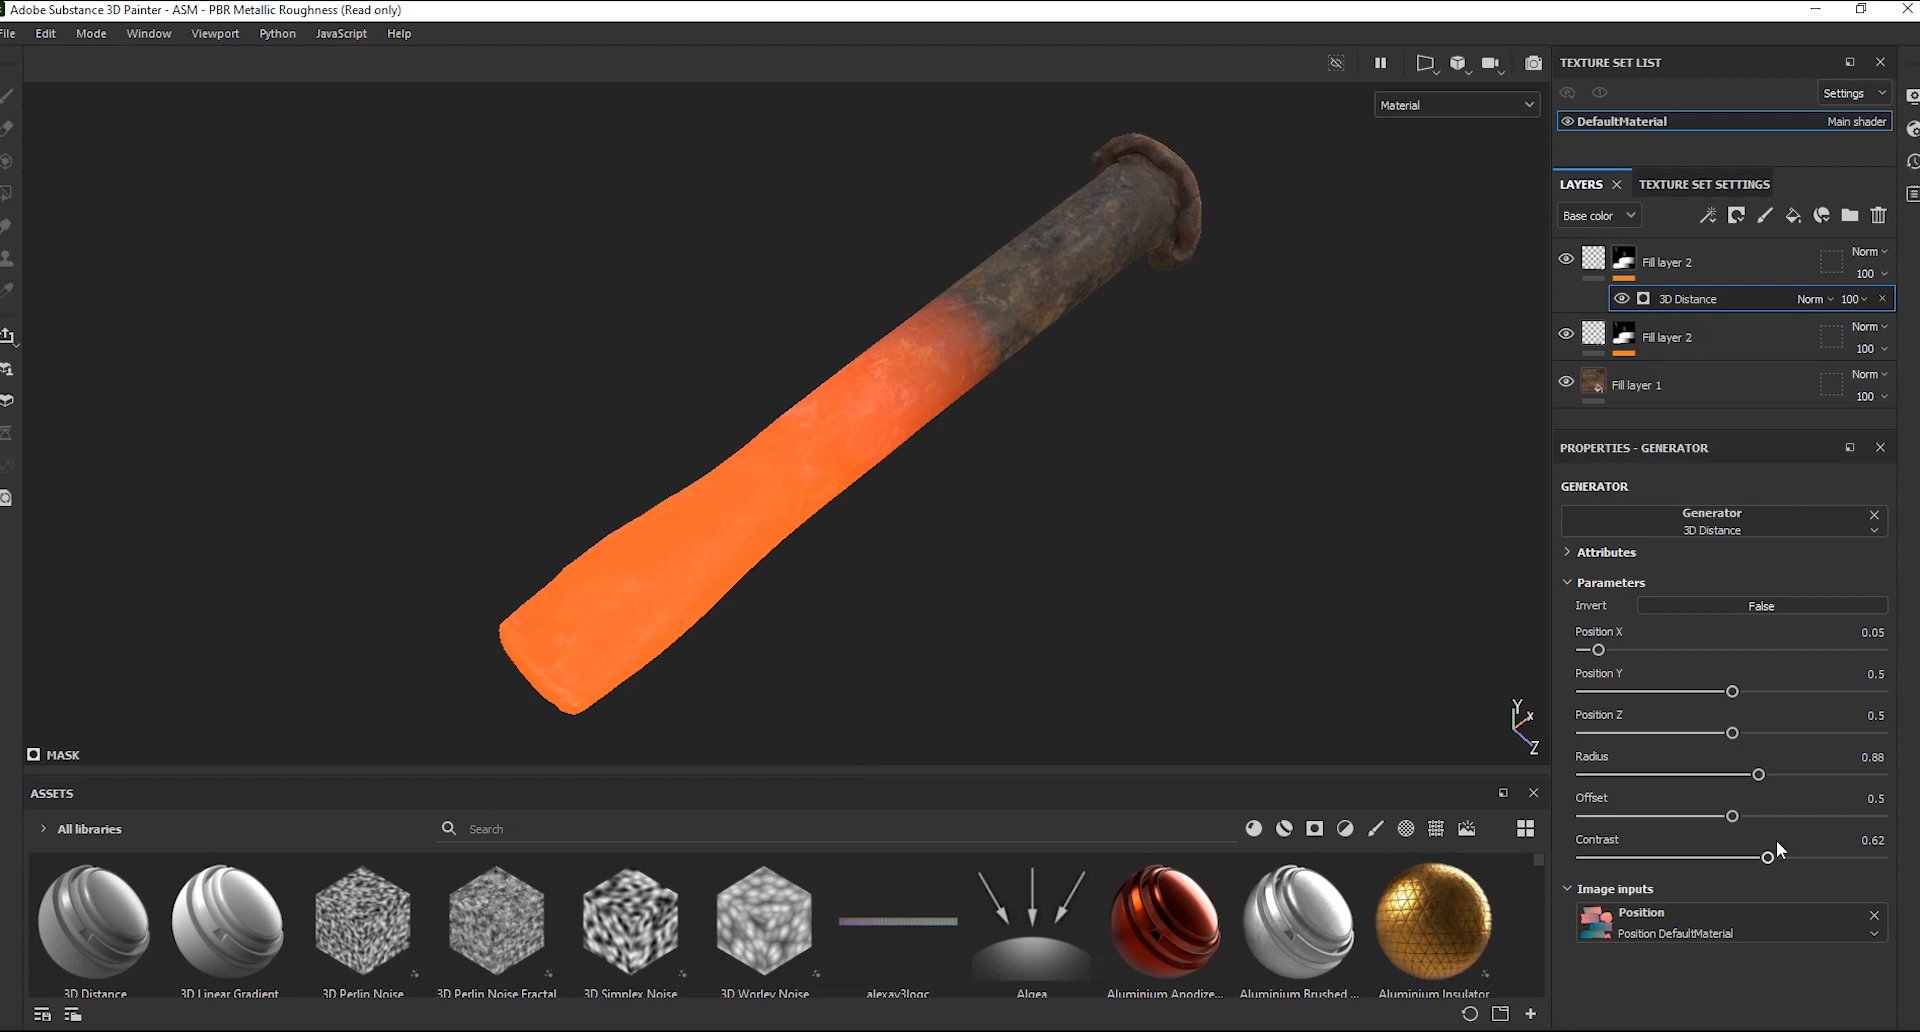 Adobe Substance 3D Painter - ASM - PBR Metallic Roughness (Read only)
File Edit Mode Window Viewport Python JavaScript Help
Material
TEXTURE SET LIST
Settings
DefaultMaterial Main shader
LAYERS TEXTURE SET SETTINGS
Base color
Fill layer 2 Norm
100
3D Distance Norm 100
Fill layer 2 Norm
100
Fill layer 1 Norm
100
PROPERTIES - GENERATOR
GENERATOR
Generator
3D Distance
Attributes
Parameters
Invert False
Position X 0.05
Position Y 0.5
Position Z 0.5
Radius 0.88
Offset 0.5
Contrast 0.62
Image inputs
Position
Position DefaultMaterial
Y
X
Z
MASK
ASSETS
All libraries Search
3D Distance 3D Linear Gradient 3D Perlin Noise 3D Perlin Noise Fractal 3D Simplex Noise 3D Worley Noise alexav3logc Algea Aluminium Anodize... Aluminium Brushed ... Aluminium Insulator